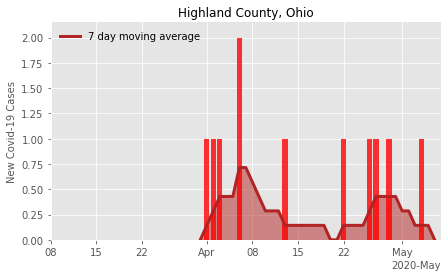 Highland County, Ohio
7 day moving average
New Covid-19 Cases
2.00
1.75
1.50
1.25
1.00
0.75
0.50
0.25
0.00
08 15 22 Apr 08 15 22 May
2020-May